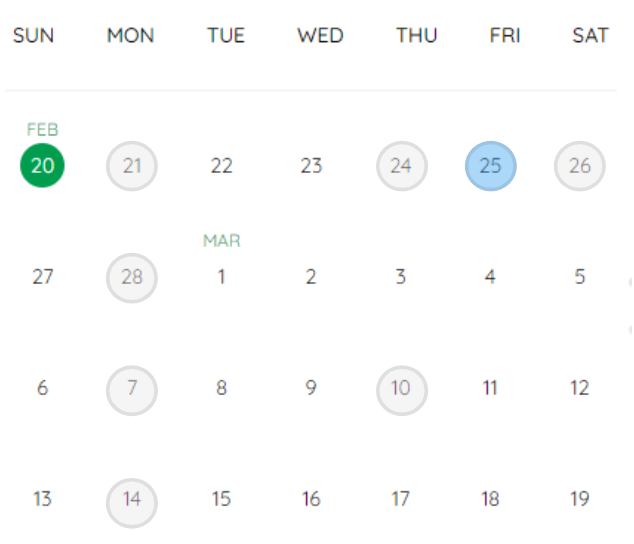 SUN MON TUE WED THU FRI SAT
FEB
20 21 22 23 24 25 26
MAR
27 28 1 2 3 4 5
6 7 8 9 10 11 12
13 14 15 16 17 18 19